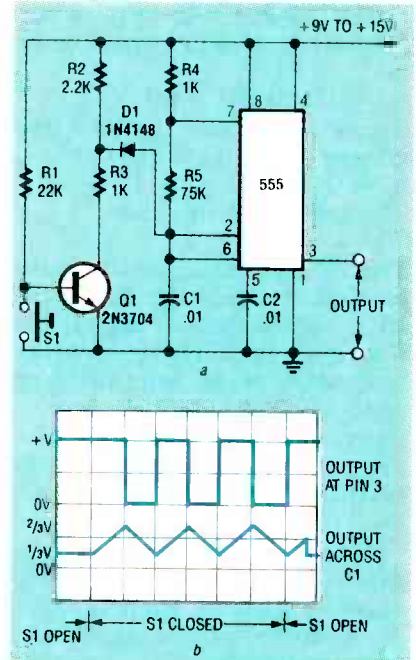 +9V TO +15V
R2
2.2K
R4
1K
D1
1N4148
7
8
4
R1
22K
R3
1K
R5
75K
555
2
6
3
5
1
Q1
2N3704
C1
.01
C2
.01
OUTPUT
S1
a
+V
0V
OUTPUT
AT PIN 3
2/3V
1/3V
0V
OUTPUT
ACROSS
C1
S1 OPEN
S1 CLOSED
S1 OPEN
b